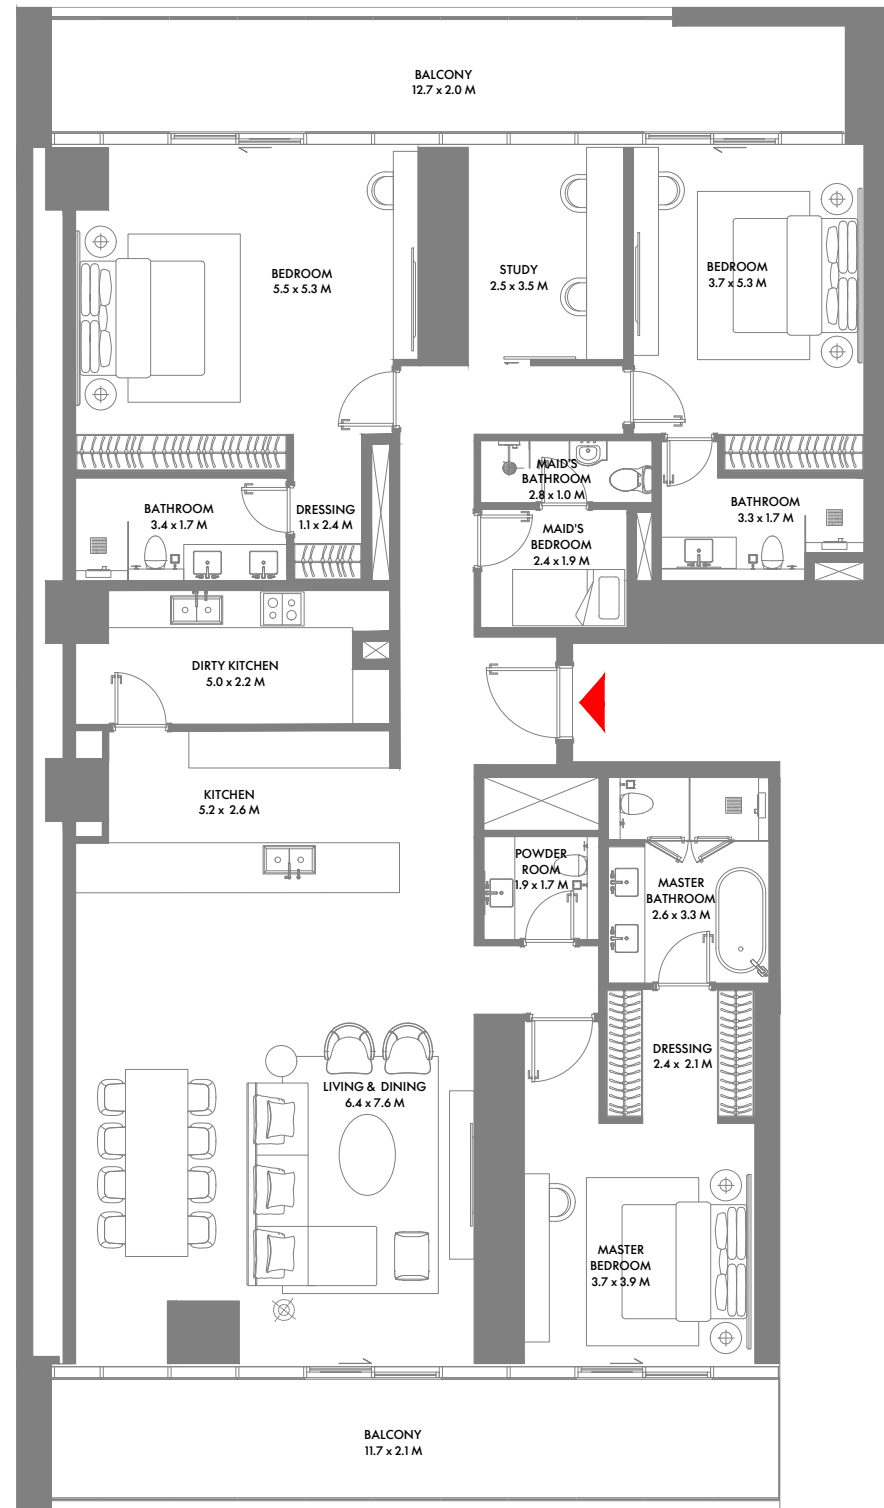 BALCONY
12.7 x 2.0 M
BEDROOM
5.5 x 5.3 M
STUDY
2.5 x 3.5 M
BEDROOM
3.7 x 5.3 M
MAID'S
BATHROOM
2.8 x 1.0 M
BATHROOM
3.4 x 1.7 M
DRESSING
1.1 x 2.4 M
MAID'S
BEDROOM
2.4 x 1.9 M
BATHROOM
3.3 x 1.7 M
DIRTY KITCHEN
5.0 x 2.2 M
KITCHEN
5.2 x 2.6 M
POWDER
ROOM
1.9 x 1.7 M
MASTER
BATHROOM
2.6 x 3.3 M
DRESSING
2.4 x 2.1 M
LIVING & DINING
6.4 x 7.6 M
MASTER
BEDROOM
3.7 x 3.9 M
BALCONY
11.7 x 2.1 M